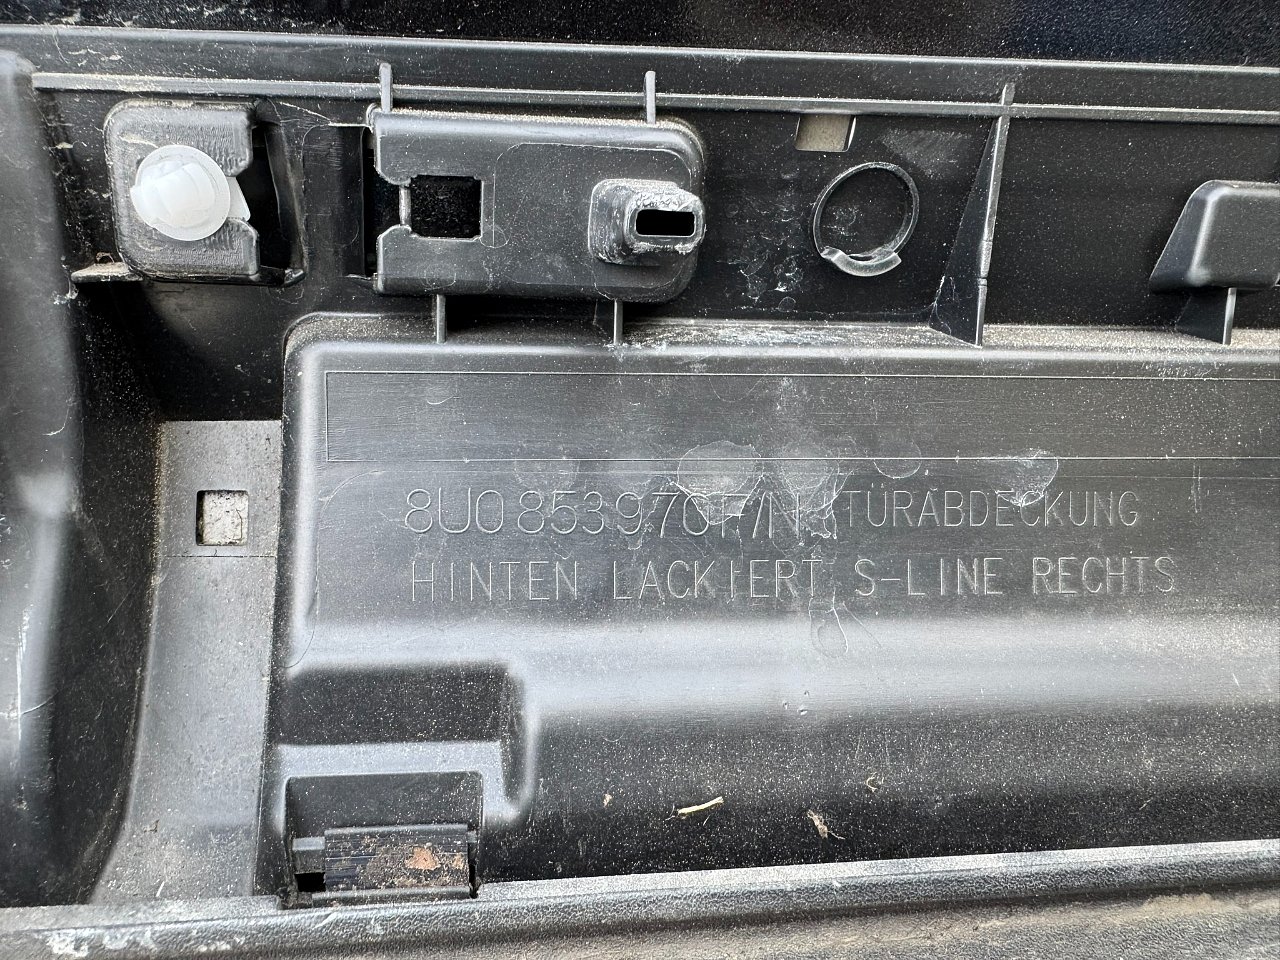 8U0 853 970 F/N TÜRABDECKUNG
HINTEN LACKIERT S-LINE RECHTS